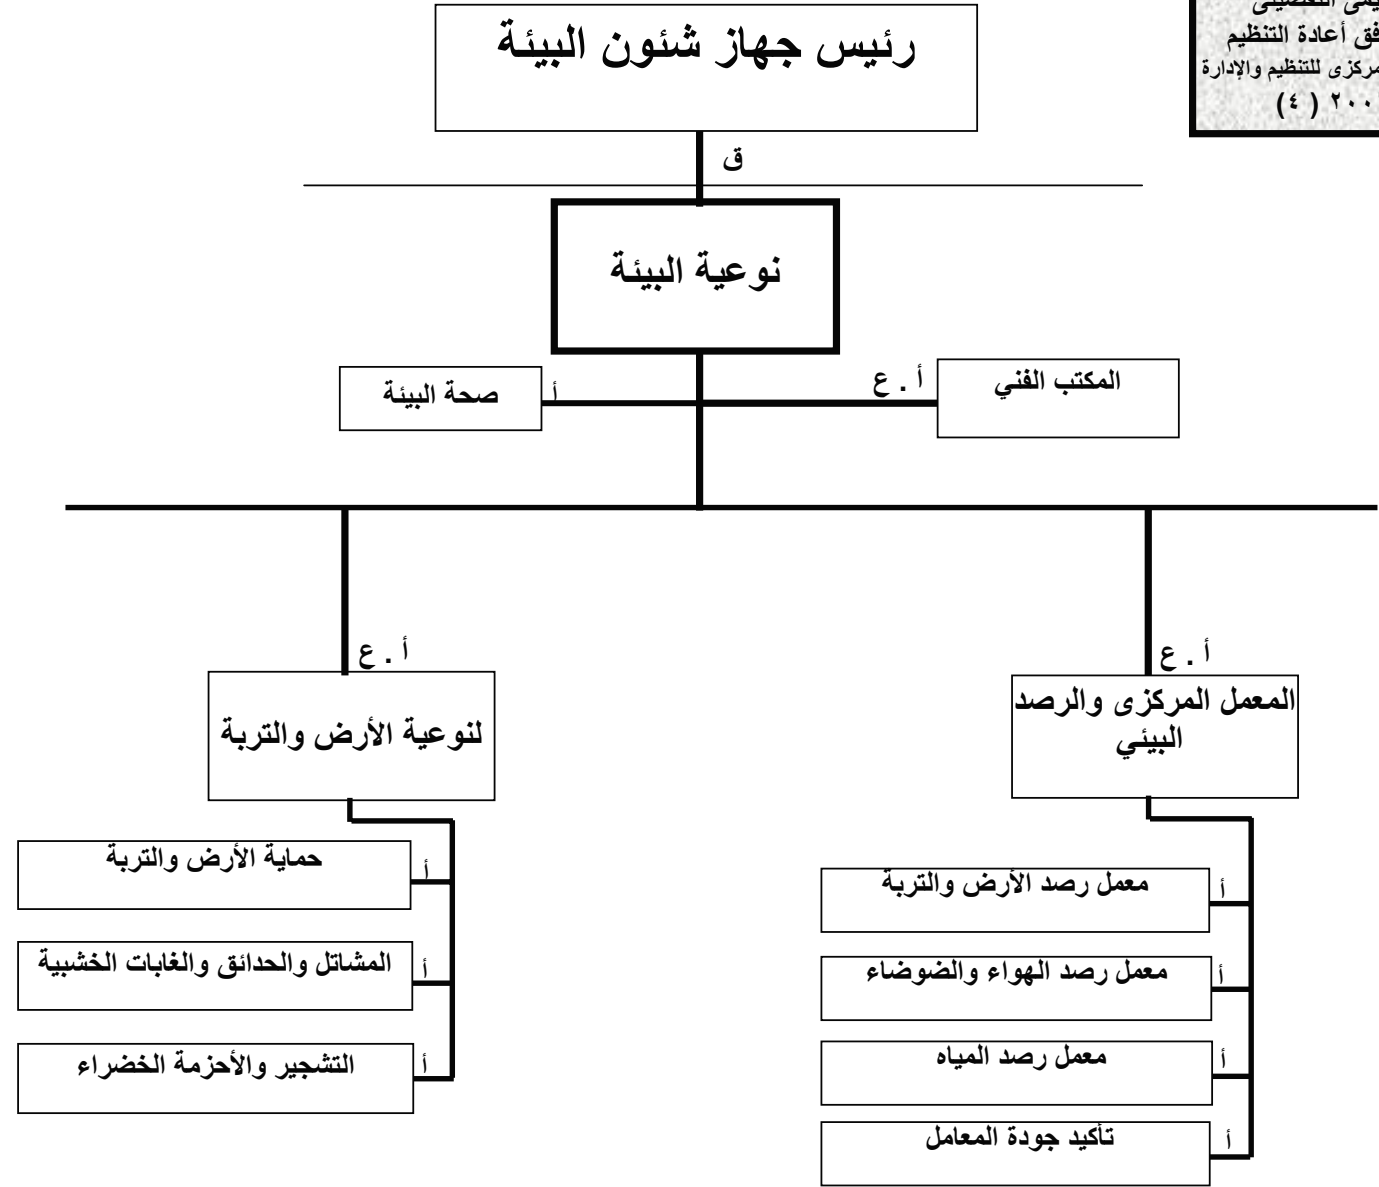 رئيس جهاز شئون البيئة
التفصيلى
أعادة التنظيم
للتنظيم والإدارة
( ٤ )
ق
نوعية البيئة
المكتب الفني
أ . ع
أ
صحة البيئة
أ . ع
المعمل المركزى والرصد
البيئي
أ
معمل رصد الأرض والتربة
أ
معمل رصد الهواء والضوضاء
أ
معمل رصد المياه
أ
تأكيد جودة المعامل
أ . ع
لنوعية الأرض والتربة
أ
حماية الأرض والتربة
أ
المشاتل والحدائق والغابات الخشبية
أ
التشجير والأحزمة الخضراء